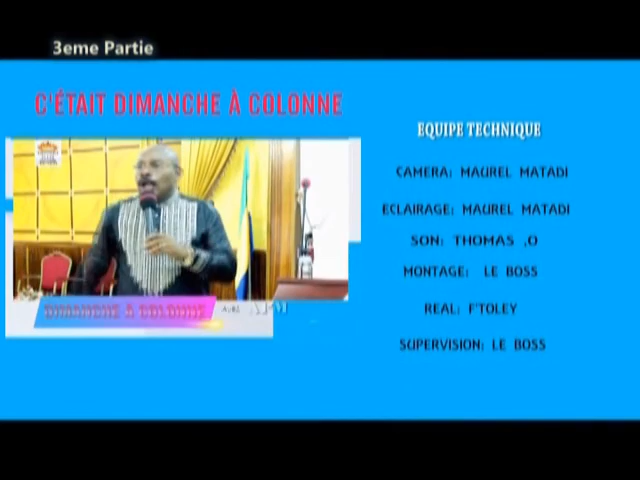 3eme Partie
C'ÉTAIT DIMANCHE À COLONNE
EQUIPE TECHNIQUE
CAMERA: MAUREL MATADI
ECLAIRAGE: MAUREL MATADI
SON: THOMAS .O
MONTAGE: LE BOSS
REAL: F'TOLEY
SUPERVISION: LE BOSS
DIMANCHE À COLONNE